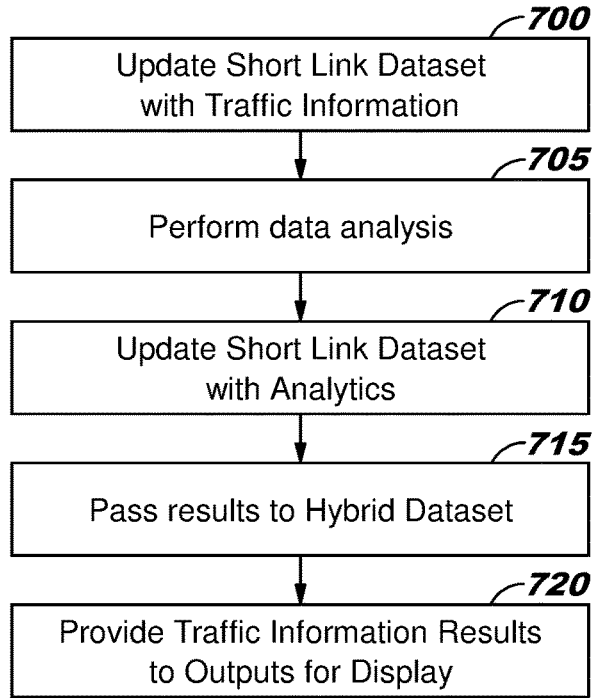 700
Update Short Link Dataset
with Traffic Information
705
Perform data analysis
710
Update Short Link Dataset
with Analytics
715
Pass results to Hybrid Dataset
720
Provide Traffic Information Results
to Outputs for Display